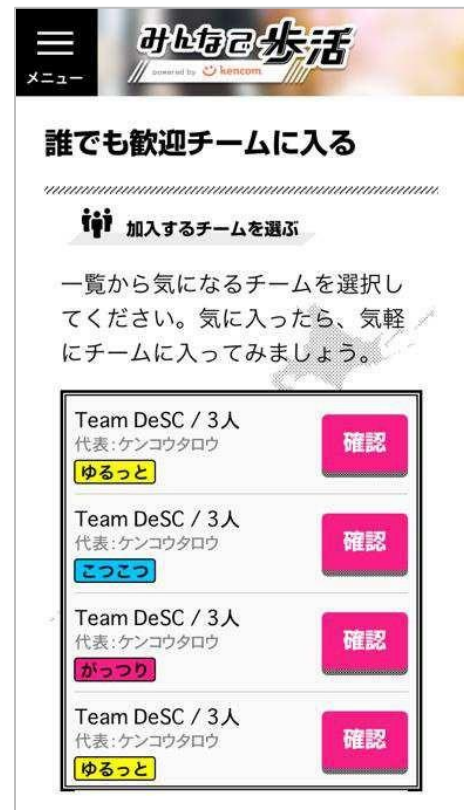 みんなで歩活
メニュー
powered by kencom
誰でも歓迎チームに入る
加入するチームを選ぶ
一覧から気になるチームを選択し
てください。気に入ったら、気軽
にチームに入ってみましょう。
Team DeSC / 3人
代表:ケンコウタロウ
ゆるっと
確認
Team DeSC / 3人
代表:ケンコウタロウ
こつこつ
確認
Team DeSC / 3人
代表:ケンコウタロウ
がっつり
確認
Team DeSC / 3人
代表:ケンコウタロウ
ゆるっと
確認